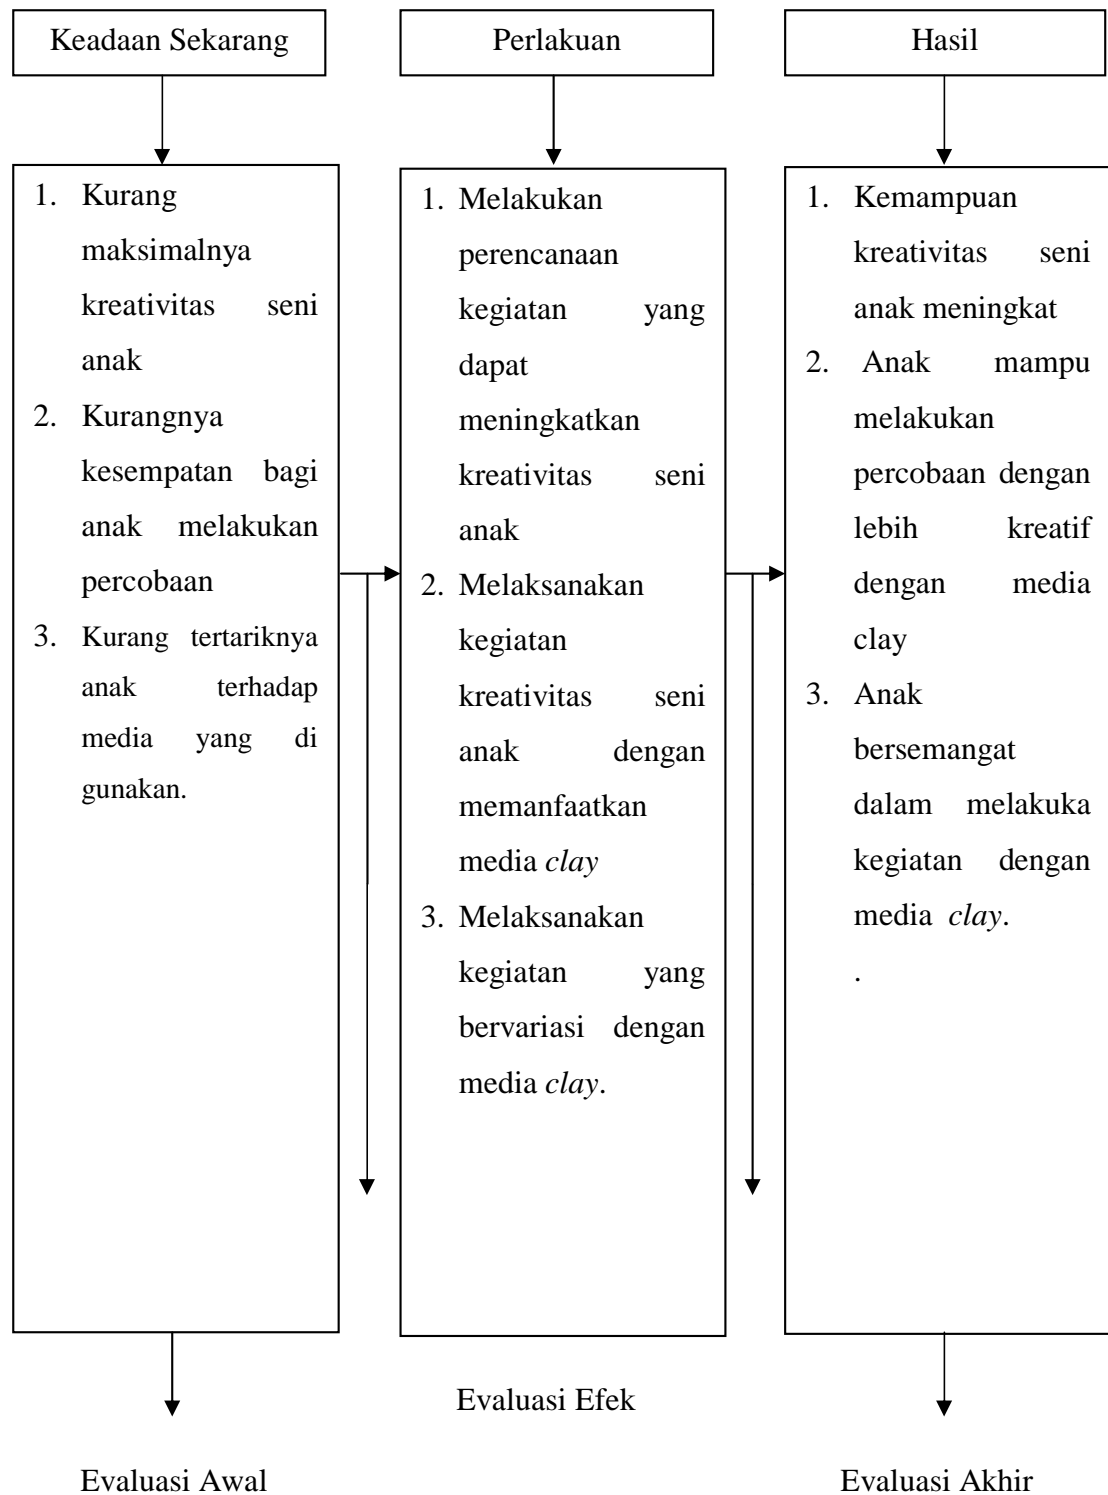 Keadaan Sekarang
Perlakuan
Hasil
1. Kurang
maksimalnya
kreativitas seni
anak
2. Kurangnya
kesempatan bagi
anak melakukan
percobaan
3. Kurang tertariknya
anak terhadap
media yang di
gunakan.
1. Melakukan
perencanaan
kegiatan yang
dapat
meningkatkan
kreativitas seni
anak
2. Melaksanakan
kegiatan
kreativitas seni
anak dengan
memanfaatkan
media clay
3. Melaksanakan
kegiatan yang
bervariasi dengan
media clay.
1. Kemampuan
kreativitas seni
anak meningkat
2. Anak mampu
melakukan
percobaan dengan
lebih kreatif
dengan media
clay
3. Anak
bersemangat
dalam melakuka
kegiatan dengan
media clay.
.
Evaluasi Efek
Evaluasi Awal
Evaluasi Akhir